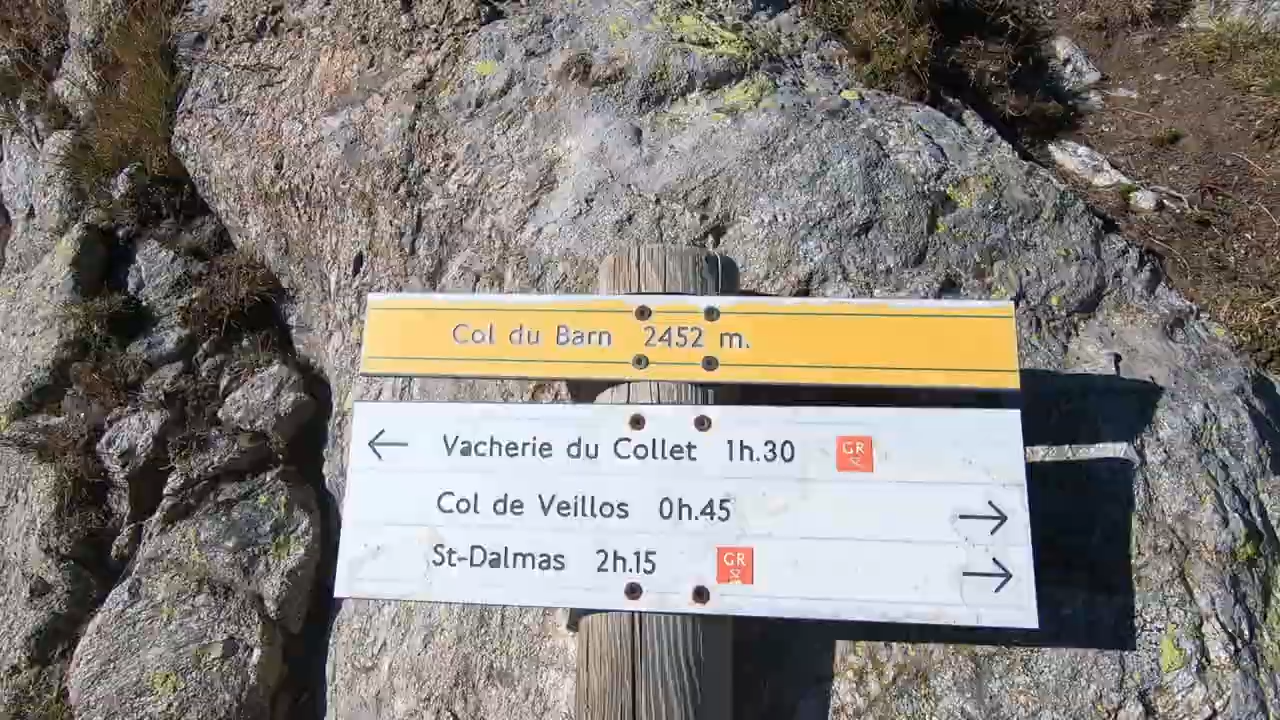 Col du Barn 2452 m.
← Vacherie du Collet 1h.30 GR
Col de Veillos 0h.45 →
St-Dalmas 2h.15 GR →